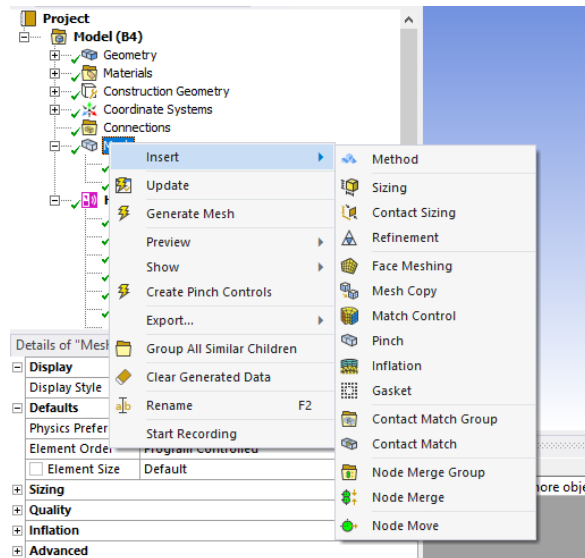 Project
Model (B4)
Geometry
Materials
Construction Geometry
Coordinate Systems
Connections
Insert
Update
Generate Mesh
Preview
Show
Create Pinch Controls
Export...
Group All Similar Children
Clear Generated Data
Rename F2
Start Recording
Method
Sizing
Contact Sizing
Refinement
Face Meshing
Mesh Copy
Match Control
Pinch
Inflation
Gasket
Contact Match Group
Contact Match
Node Merge Group
Node Merge
Node Move
Details of "Mesh
Display
Display Style
Defaults
Physics Prefer
Element Order Program Controlled
Element Size Default
Sizing
Quality
Inflation
Advanced
ore obje